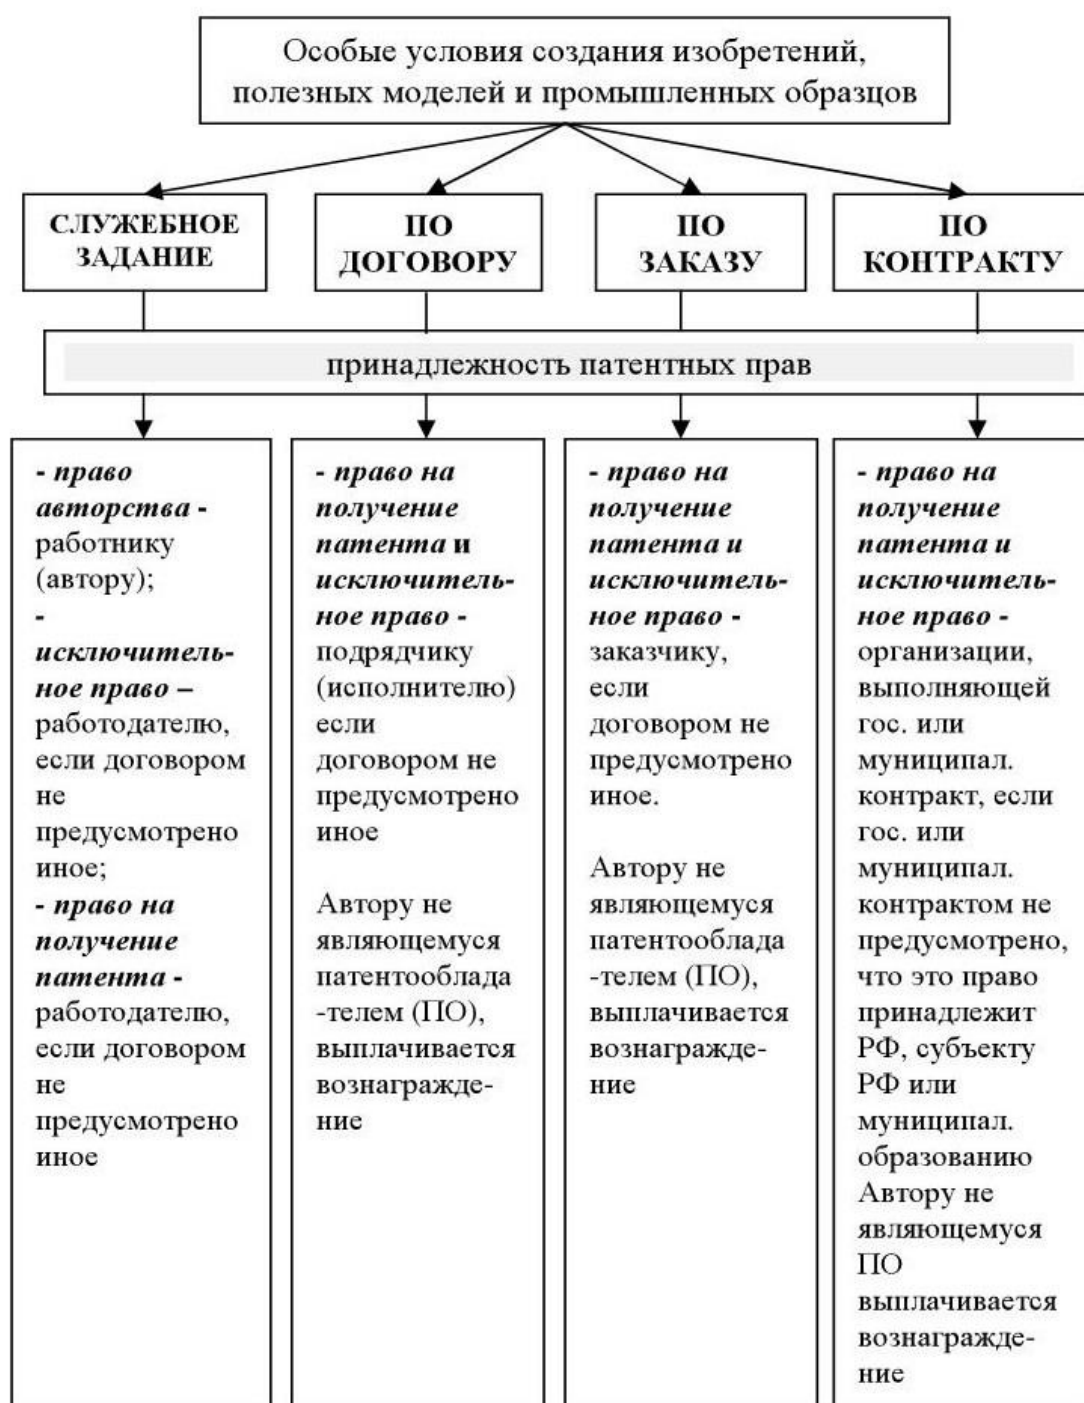 Особые условия создания изобретений,
полезных моделей и промышленных образцов
СЛУЖЕБНОЕ
ЗАДАНИЕ
ПО
ДОГОВОРУ
ПО
ЗАКАЗУ
ПО
КОНТРАКТУ
принадлежность патентных прав
- право
авторства -
работнику
(автору);
-
исключитель-
ное право –
работодателю,
если договором
не
предусмотрено
иное;
- право на
получение
патента -
работодателю,
если договором
не
предусмотрено
иное
- право на
получение
патента и
исключитель-
ное право -
подрядчику
(исполнителю)
если
договором не
предусмотрено
иное
Автору не
являющемуся
патентооблада
-телем (ПО),
выплачивается
вознагражде-
ние
- право на
получение
патента и
исключитель-
ное право -
заказчику,
если
договором не
предусмотрено
иное.
Автору не
являющемуся
патентооблада
-телем (ПО),
выплачивается
вознагражде-
ние
- право на
получение
патента и
исключитель-
ное право -
организации,
выполняющей
гос. или
муниципал.
контракт, если
гос. или
муниципал.
контрактом не
предусмотрено,
что это право
принадлежит
РФ, субъекту
РФ или
муниципал.
образованию
Автору не
являющемуся
ПО
выплачивается
вознагражде-
ние